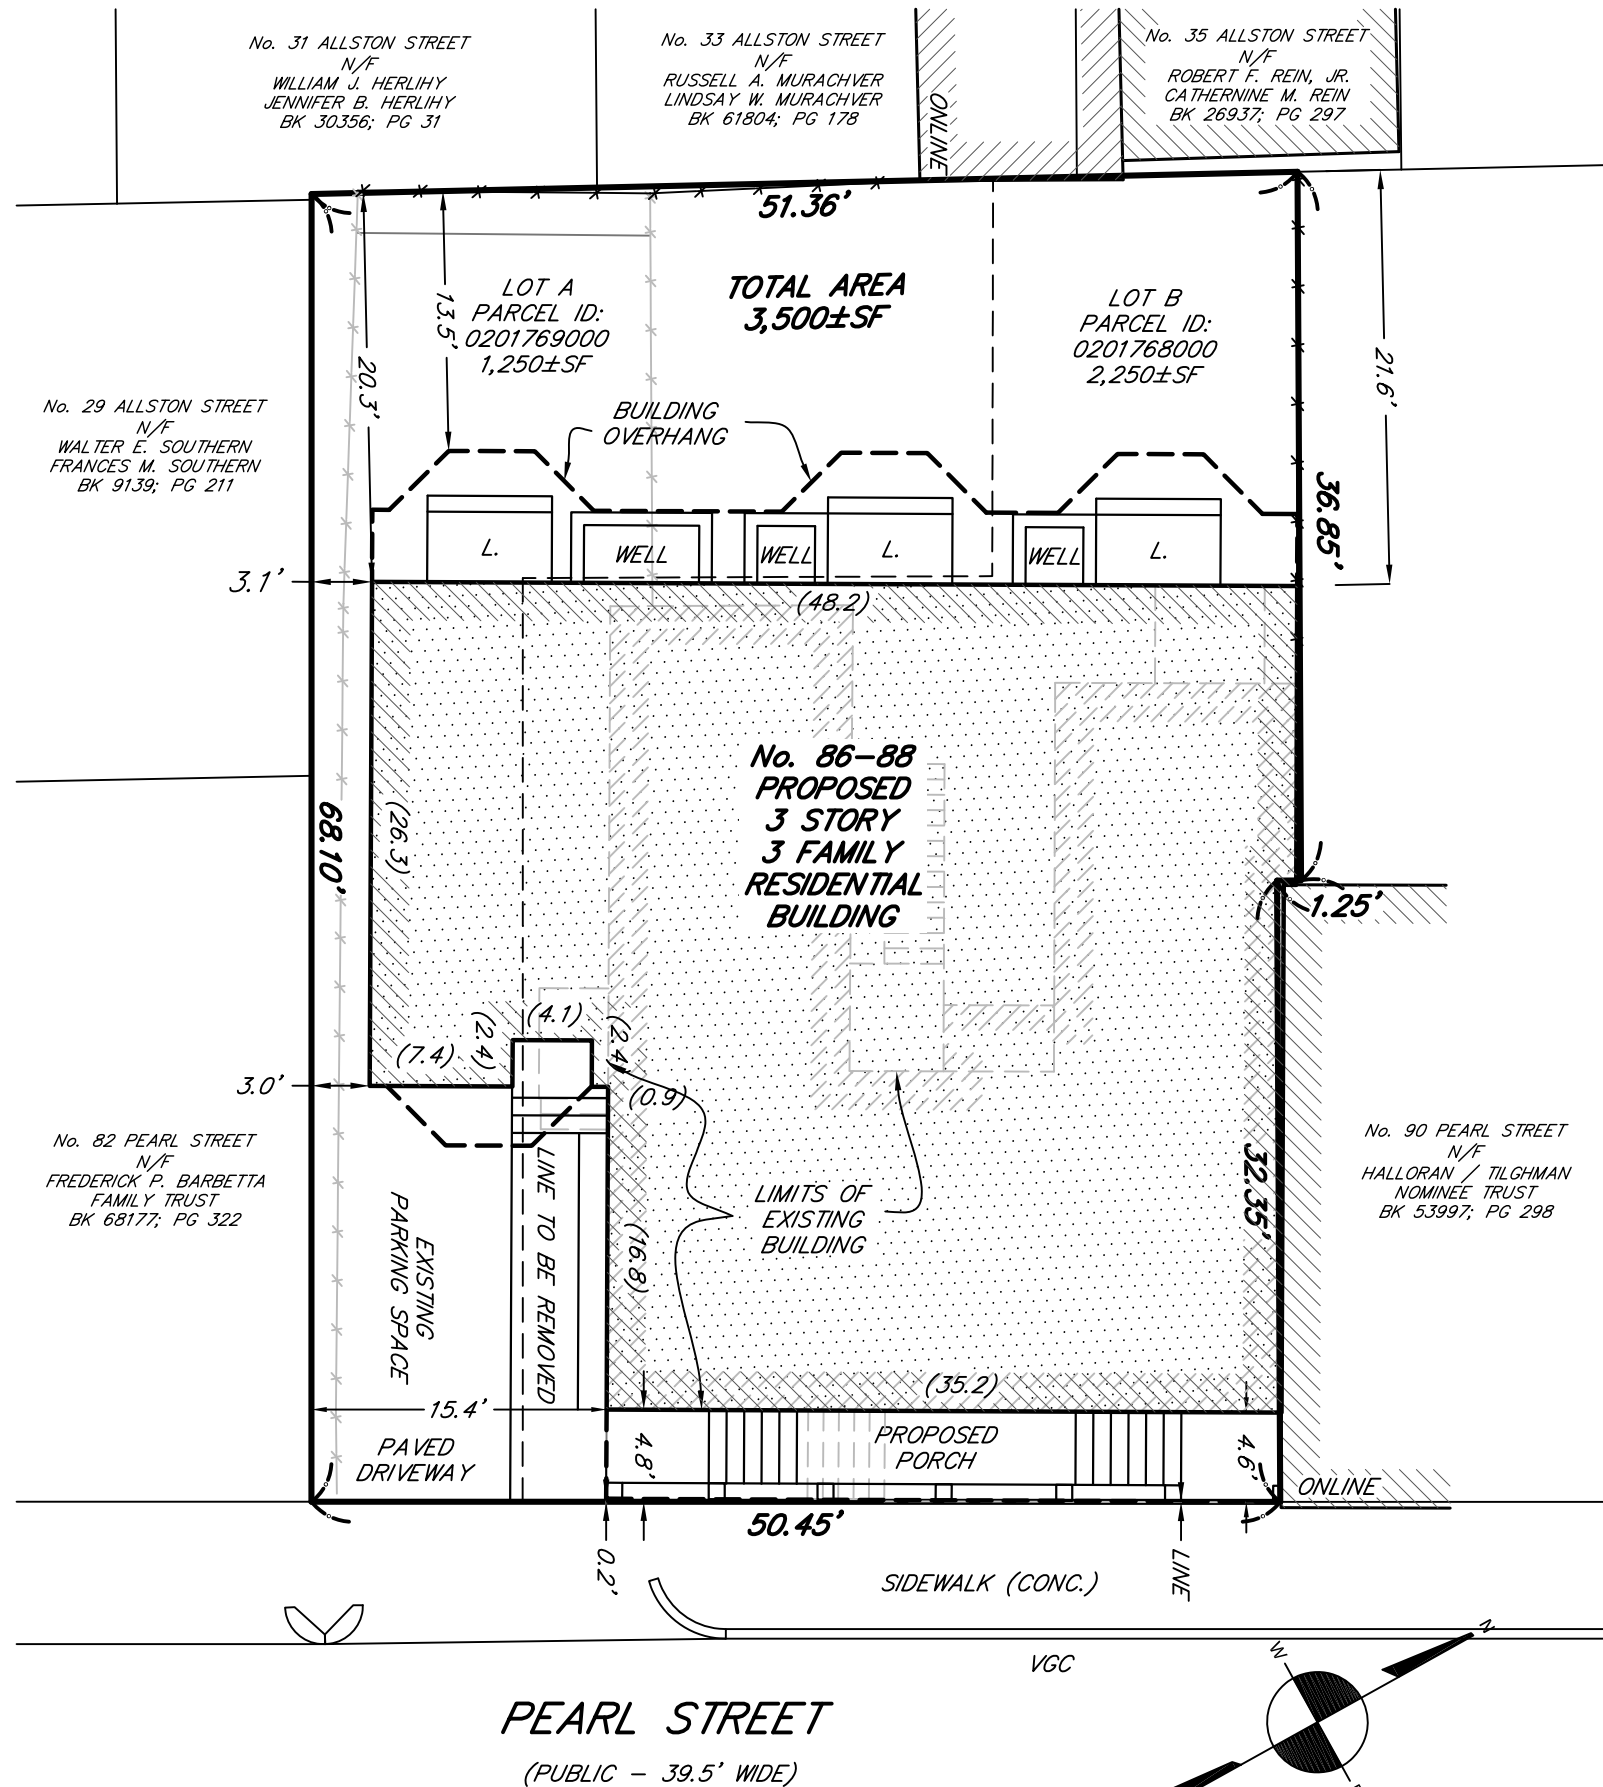 No. 31 ALLSTON STREET
N/F
WILLIAM J. HERLIHY
JENNIFER B. HERLIHY
BK 30356; PG 31
No. 33 ALLSTON STREET
N/F
RUSSELL A. MURACHVER
LINDSAY W. MURACHVER
BK 61804; PG 178
ONLINE
No. 35 ALLSTON STREET
N/F
ROBERT F. REIN, JR.
CATHERNINE M. REIN
BK 26937; PG 297
51.36'
13.5'
20.3'
LOT A
PARCEL ID:
0201769000
1,250±SF
TOTAL AREA
3,500±SF
LOT B
PARCEL ID:
0201768000
2,250±SF
21.6'
36.85'
BUILDING
OVERHANG
No. 29 ALLSTON STREET
N/F
WALTER E. SOUTHERN
FRANCES M. SOUTHERN
BK 9139; PG 211
L.
WELL
WELL
L.
WELL
L.
3.1'
(48.2)
68.10'
(26.3)
No. 86-88
PROPOSED
3 STORY
3 FAMILY
RESIDENTIAL
BUILDING
1.25'
(4.1)
(2.4)
(2.4)
(7.4)
(0.9)
3.0'
No. 82 PEARL STREET
N/F
FREDERICK P. BARBETTA
FAMILY TRUST
BK 68177; PG 322
EXISTING
PARKING SPACE
LINE TO BE REMOVED
(16.8)
LIMITS OF
EXISTING
BUILDING
32.35'
No. 90 PEARL STREET
N/F
HALLORAN / TILGHMAN
NOMINEE TRUST
BK 53997; PG 298
(35.2)
15.4'
PAVED
DRIVEWAY
4.8'
PROPOSED
PORCH
4.6'
ONLINE
50.45'
0.2'
LINE
SIDEWALK (CONC.)
VGC
N
W
PEARL STREET
(PUBLIC - 39.5' WIDE)